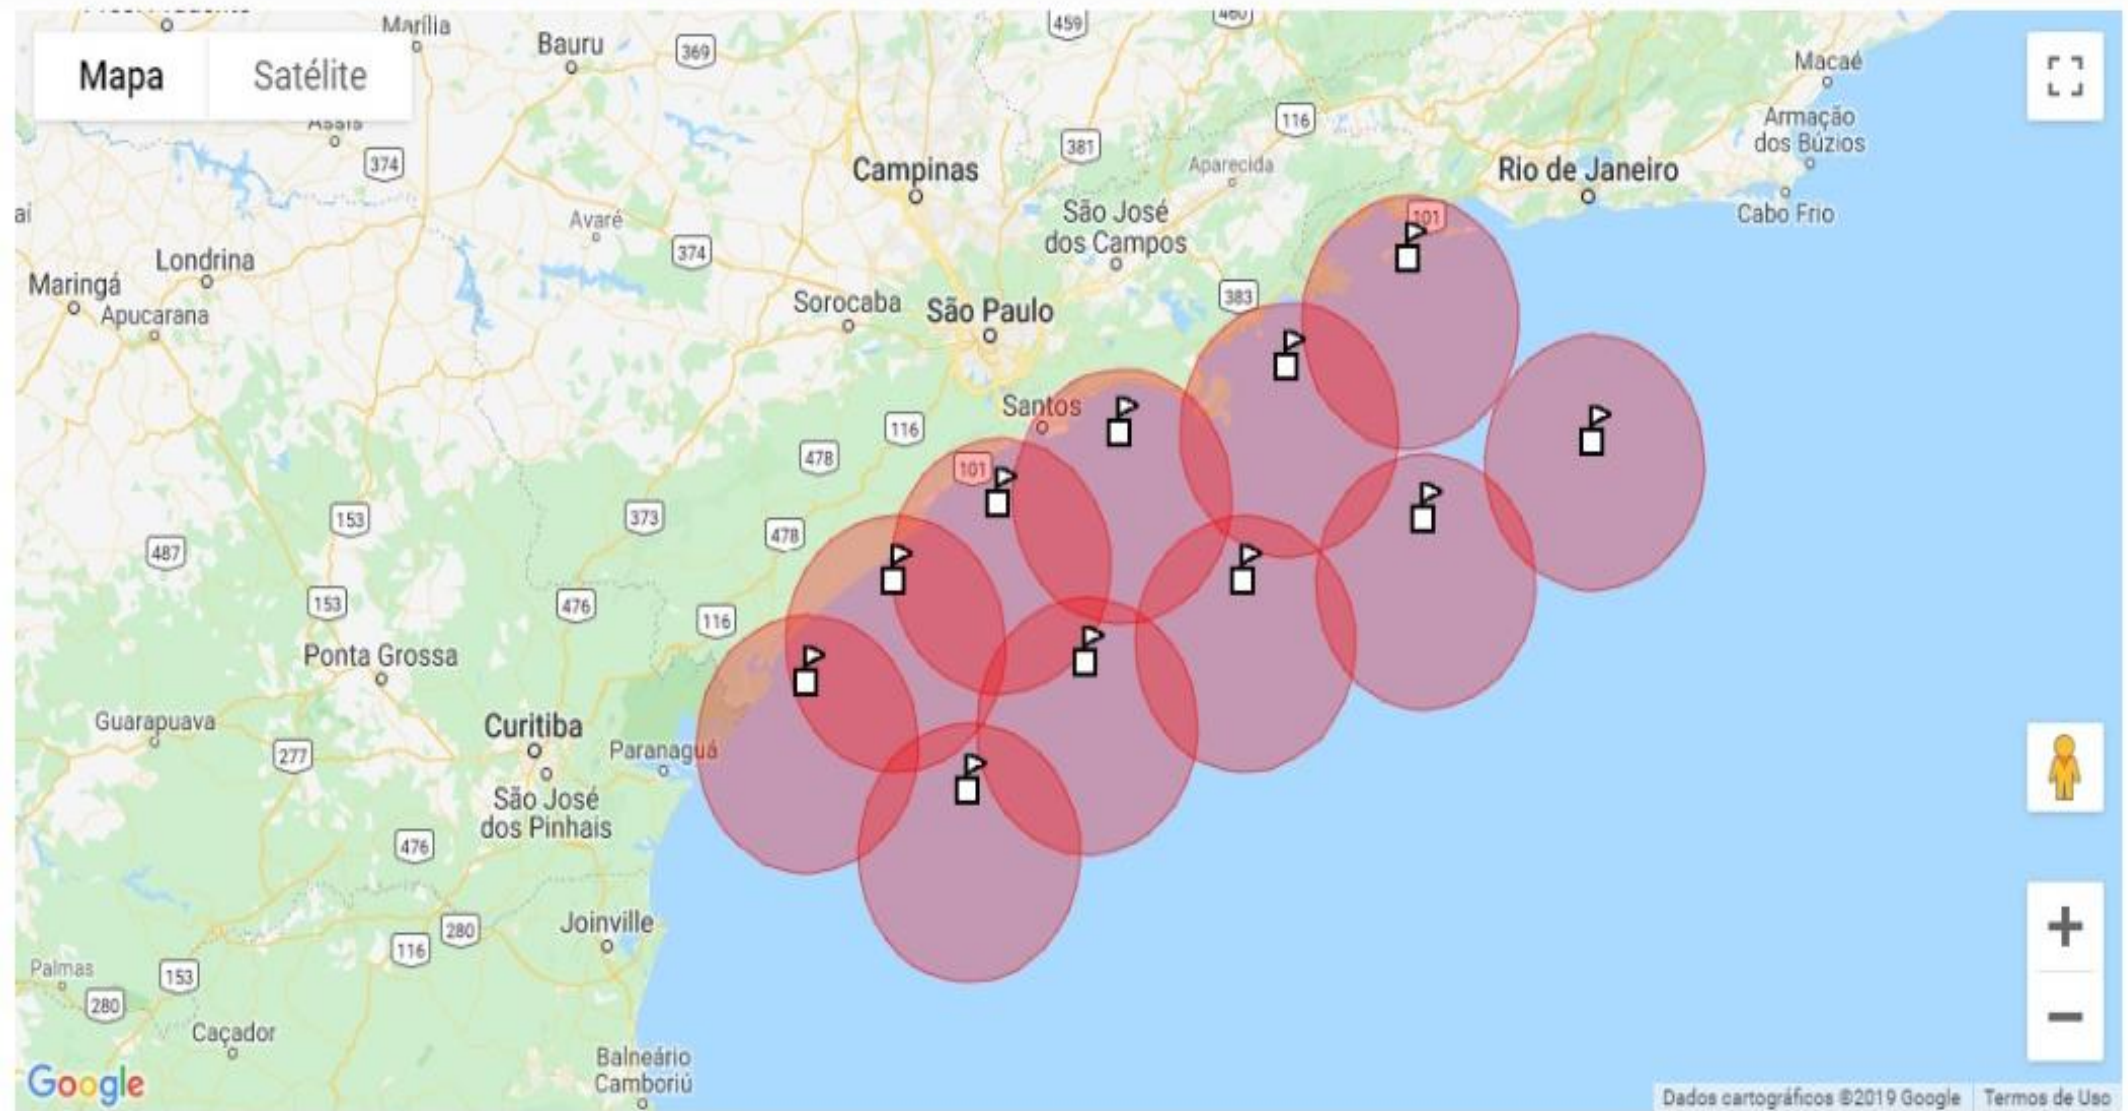 Marília
459
460
Bauru
369
Macaé
Mapa
Satélite
Assis
374
116
Armação
dos Búzios
381
Campinas
Aparecida
Rio de Janeiro
Cabo Frio
São José
dos Campos
101
Avaré
374
Londrina
Maringá
Apucarana
Sorocaba
São Paulo
383
Santos
116
478
101
153
373
478
487
153
476
116
Ponta Grossa
Guarapuava
Curitiba
277
Paranaguá
São José
dos Pinhais
476
Joinville
280
116
Palmas
153
280
Caçador
Balneário
Camboriú
Google
Dados cartográficos ©2019 Google
Termos de Uso